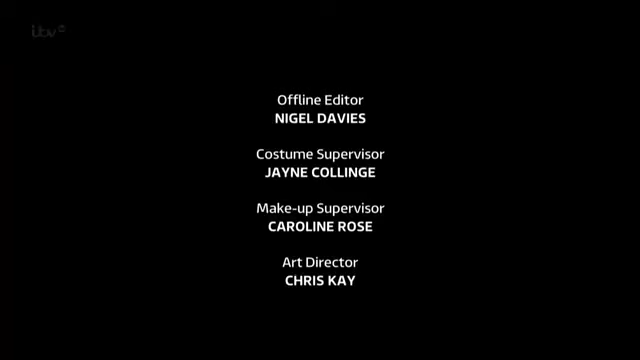 itv
Offline Editor
NIGEL DAVIES
Costume Supervisor
JAYNE COLLINGE
Make-up Supervisor
CAROLINE ROSE
Art Director
CHRIS KAY